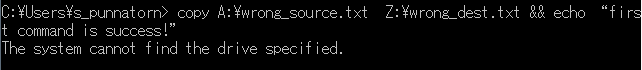 C:¥Users¥s_punnatorn> copy A:¥wrong_source.txt  Z:¥wrong_dest.txt && echo  “firs
t command is success!”
The system cannot find the drive specified.